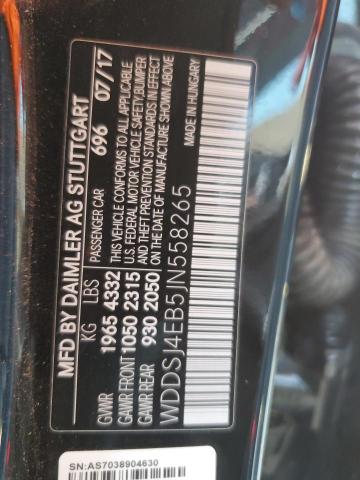 MFD BY DAIMLER AG STUTTGART
KG LBS PASSENGER CAR 696 07/17
GVWR 1965 4332 THIS VEHICLE CONFORMS TO ALL APPLICABLE
GAWR FRONT 1050 2315 U.S. FEDERAL MOTOR VEHICLE SAFETY, BUMPER
GAWR REAR 930 2050 AND THEFT PREVENTION STANDARDS IN EFFECT
ON THE DATE OF MANUFACTURE SHOWN ABOVE
WDDSJ4EB5JN558265
MADE IN HUNGARY
SN:AS7038904630